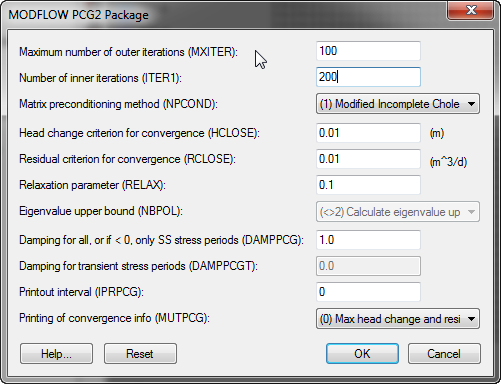 MODFLOW PCG2 Package
Maximum number of outer iterations (MXITER): 100
Number of inner iterations (ITER1): 200
Matrix preconditioning method (NPCOND): (1) Modified Incomplete Chole
Head change criterion for convergence (HCLOSE): 0.01 (m)
Residual criterion for convergence (RCLOSE): 0.01 (m^3/d)
Relaxation parameter (RELAX): 0.1
Eigenvalue upper bound (NBPOL): (<>2) Calculate eigenvalue up
Damping for all, or if < 0, only SS stress periods (DAMPPCG): 1.0
Damping for transient stress periods (DAMPPCGT): 0.0
Printout interval (IPRPCG): 0
Printing of convergence info (MUTPCG): (0) Max head change and resi
Help... Reset OK Cancel